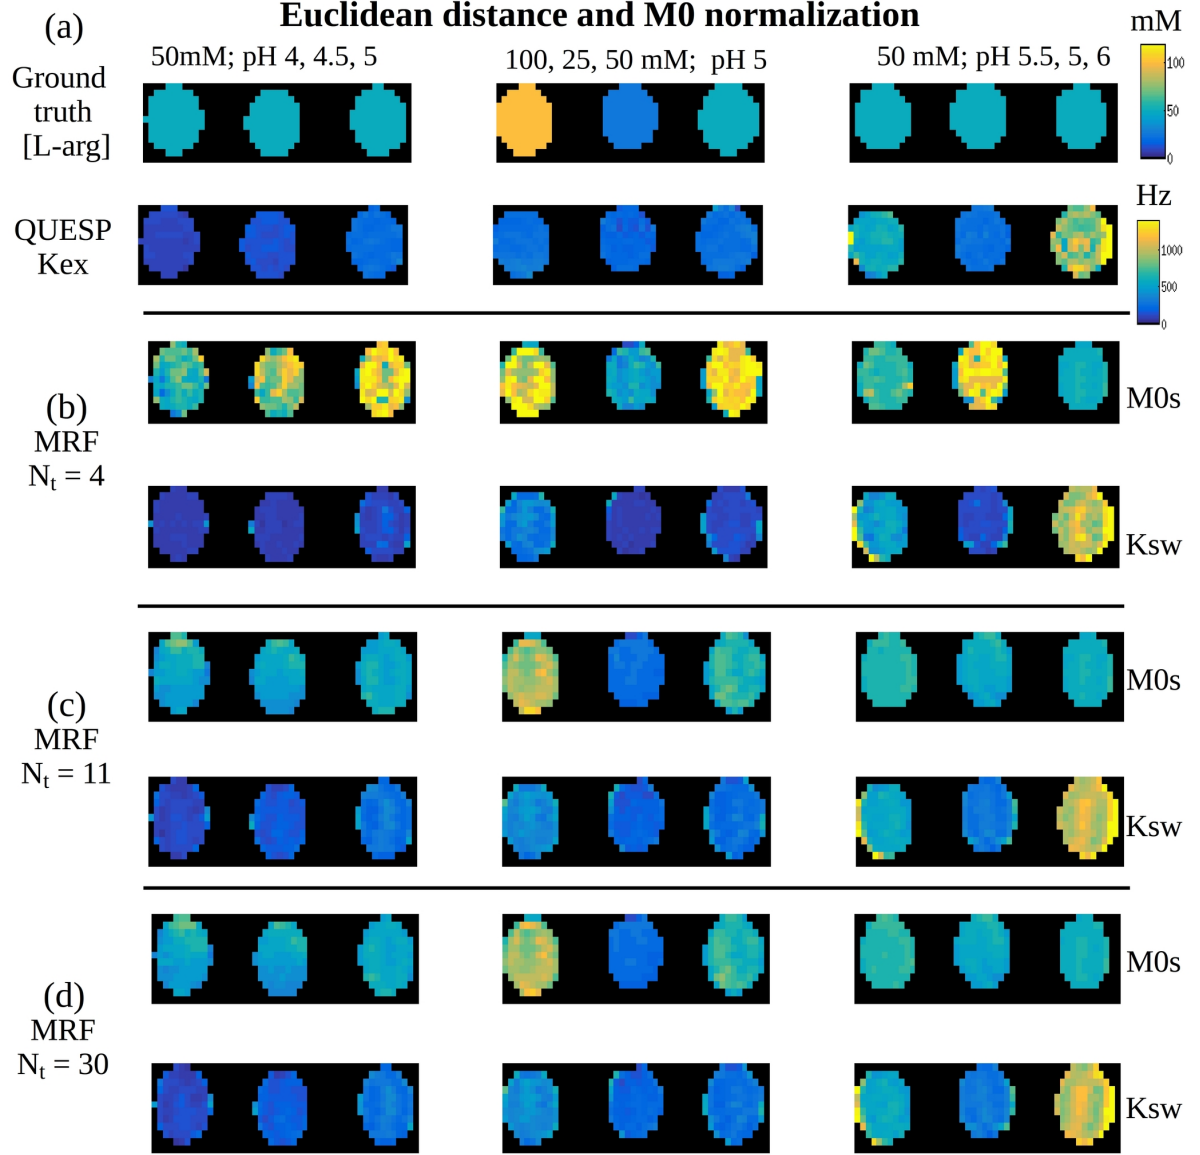 Euclidean distance and M0 normalization
(a)
50mM; pH 4, 4.5, 5
100, 25, 50 mM; pH 5
50 mM; pH 5.5, 5, 6
mM
100
50
0
Ground
truth
[L-arg]
QUESP
Kex
Hz
1000
500
0
(b)
MRF
Nt = 4
M0s
Ksw
(c)
MRF
Nt = 11
M0s
Ksw
(d)
MRF
Nt = 30
M0s
Ksw